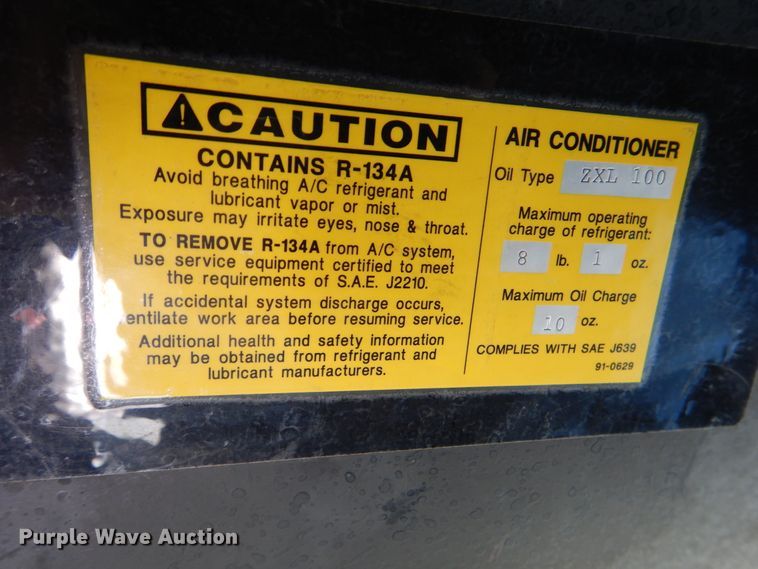 CAUTION
CONTAINS R-134A
Avoid breathing A/C refrigerant and
lubricant vapor or mist.
Exposure may irritate eyes, nose & throat.
TO REMOVE R-134A from A/C system,
use service equipment certified to meet
the requirements of S.A.E. J2210.
If accidental system discharge occurs,
ventilate work area before resuming service.
Additional health and safety information
may be obtained from refrigerant and
lubricant manufacturers.
AIR CONDITIONER
Oil Type ZXL 100
Maximum operating
charge of refrigerant:
8 lb. 1 oz.
Maximum Oil Charge
10 oz.
COMPLIES WITH SAE J639
91-0629
Purple Wave Auction